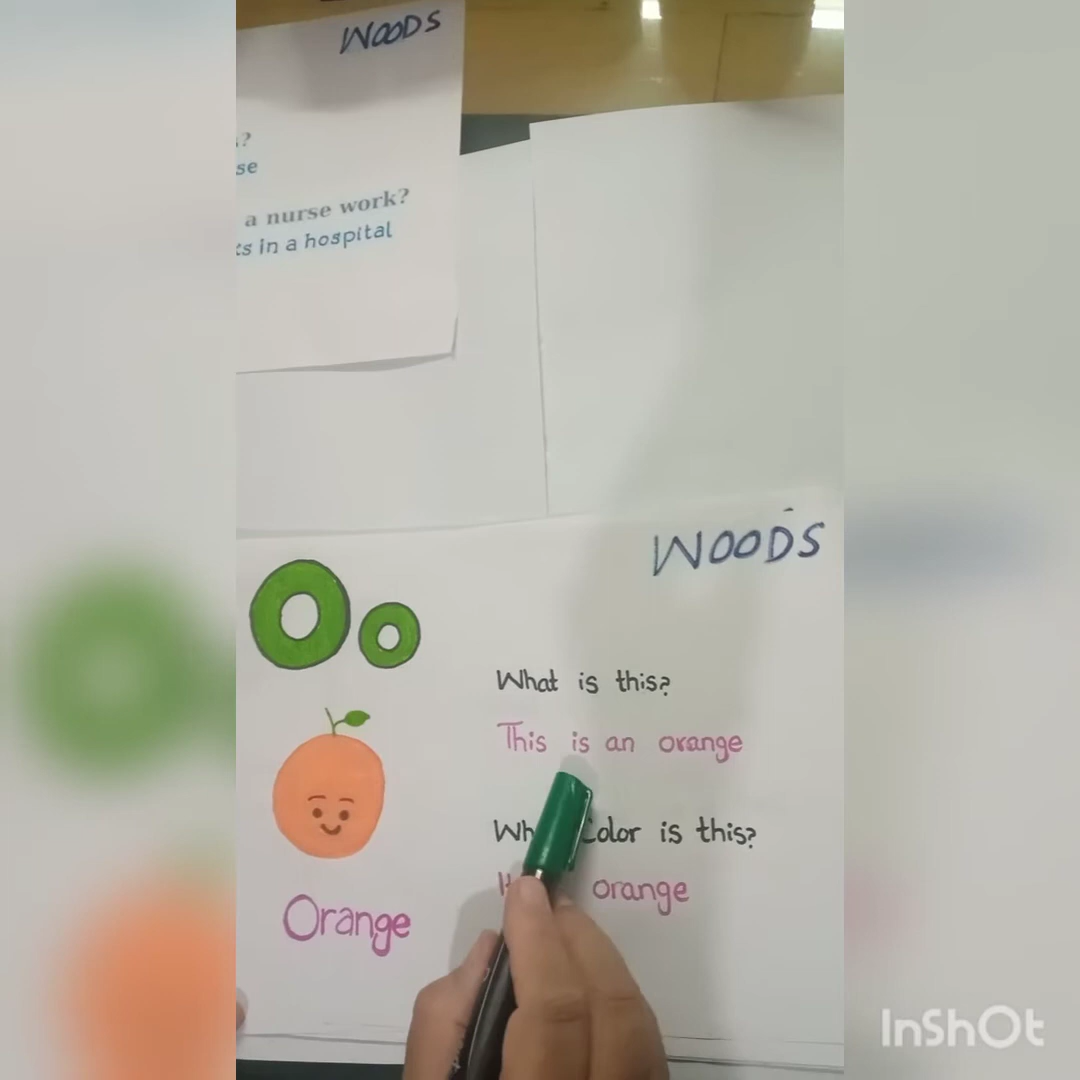 WOODS
?
se
a nurse work?
ts in a hospital
WOODS
Oo
What is this?
This is an orange
Color is this?
orange
Orange
InShOt